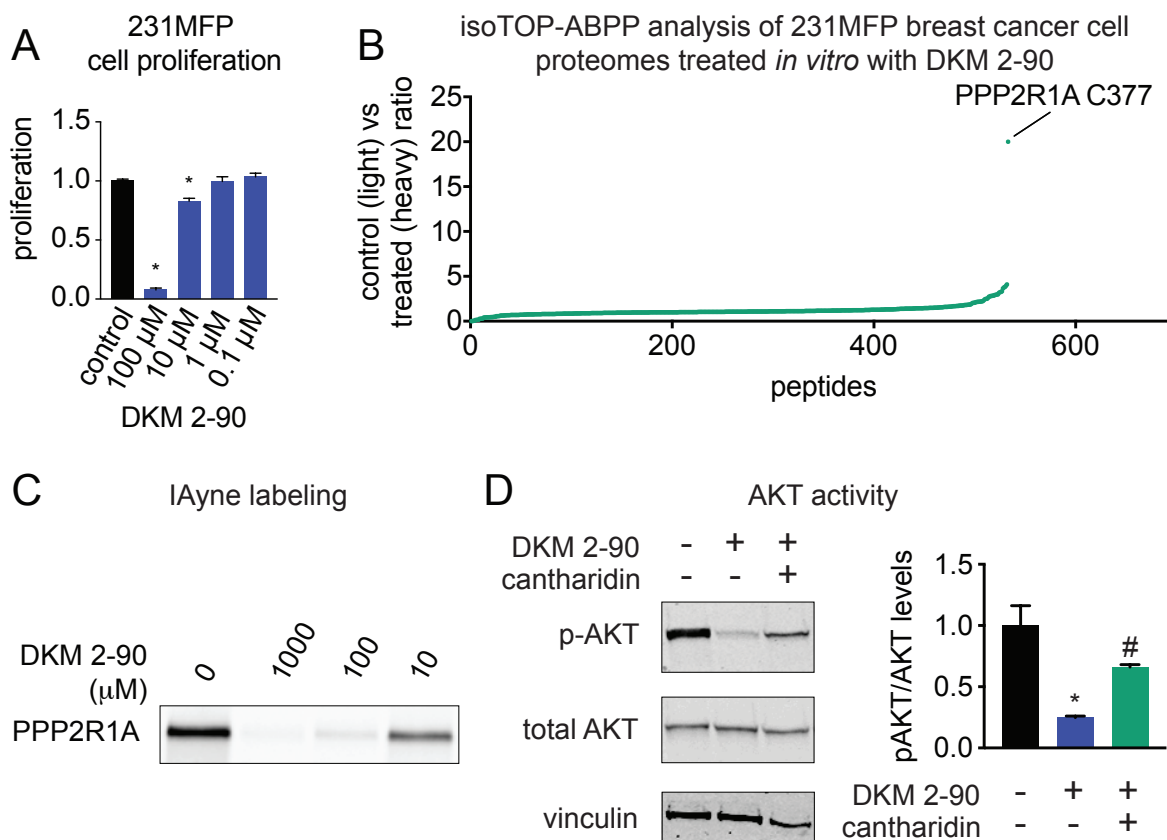 A
231MFP
cell proliferation
proliferation
1.5
1.0
0.5
0.0
*
*
control
100 µM
10 µM
1 µM
0.1 µM
DKM 2-90
B
isoTOP-ABPP analysis of 231MFP breast cancer cell
proteomes treated in vitro with DKM 2-90
control (light) vs
treated (heavy) ratio
25
20
15
10
5
0
PPP2R1A C377
0 200 400 600
peptides
C
IAyne labeling
DKM 2-90
(µM)
0 1000 100 10
PPP2R1A
D
AKT activity
DKM 2-90 - + +
cantharidin - - +
p-AKT
total AKT
vinculin
pAKT/AKT levels
1.5
1.0
0.5
0.0
*
#
DKM 2-90 - + +
cantharidin - - +